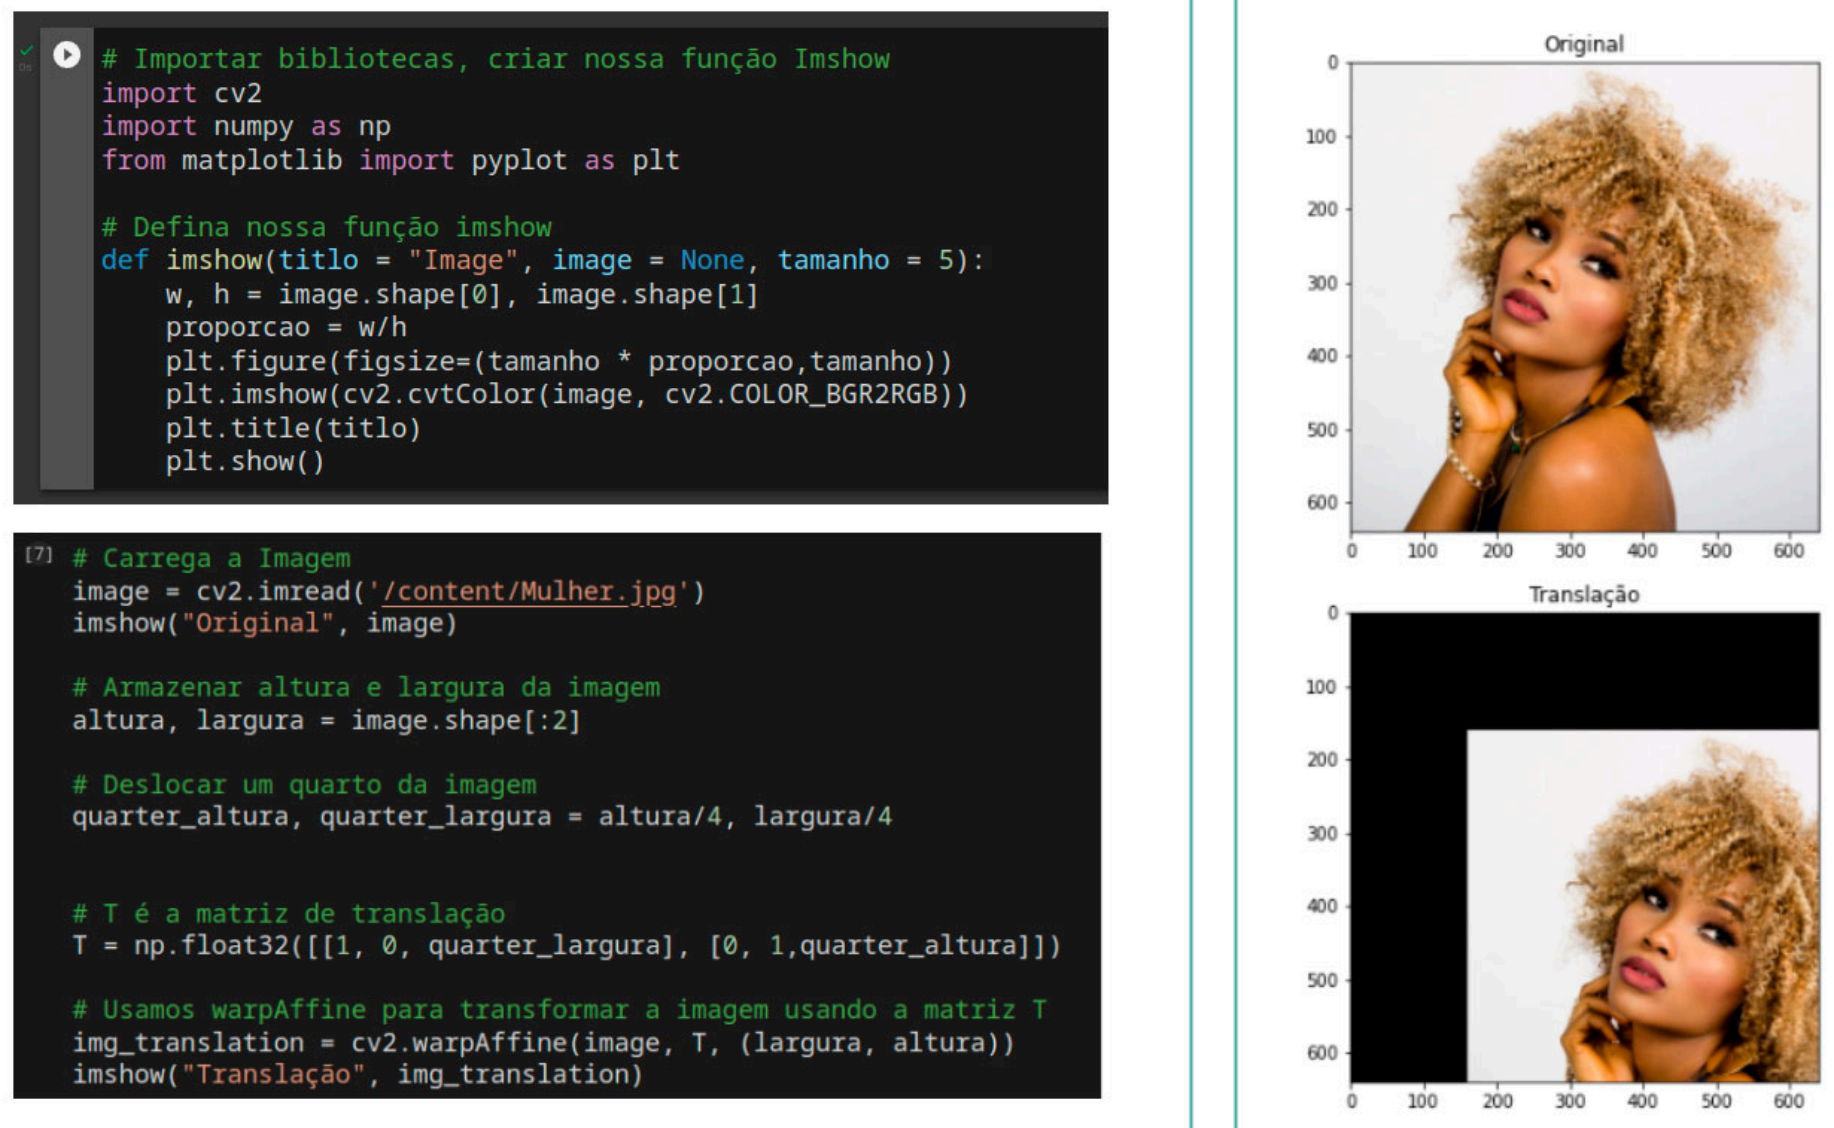 0s
# Importar bibliotecas, criar nossa função Imshow
import cv2
import numpy as np
from matplotlib import pyplot as plt
# Defina nossa função imshow
def imshow(titlo = "Image", image = None, tamanho = 5):
w, h = image.shape[0], image.shape[1]
proporcao = w/h
plt.figure(figsize=(tamanho * proporcao,tamanho))
plt.imshow(cv2.cvtColor(image, cv2.COLOR_BGR2RGB))
plt.title(titlo)
plt.show()
[7] # Carrega a Imagem
image = cv2.imread('/content/Mulher.jpg')
imshow("Original", image)
# Armazenar altura e largura da imagem
altura, largura = image.shape[:2]
# Deslocar um quarto da imagem
quarter_altura, quarter_largura = altura/4, largura/4
# T é a matriz de translação
T = np.float32([[1, 0, quarter_largura], [0, 1,quarter_altura]])
# Usamos warpAffine para transformar a imagem usando a matriz T
img_translation = cv2.warpAffine(image, T, (largura, altura))
imshow("Translação", img_translation)
Original
0
100
200
300
400
500
600
0 100 200 300 400 500 600
Translação
0
100
200
300
400
500
600
0 100 200 300 400 500 600